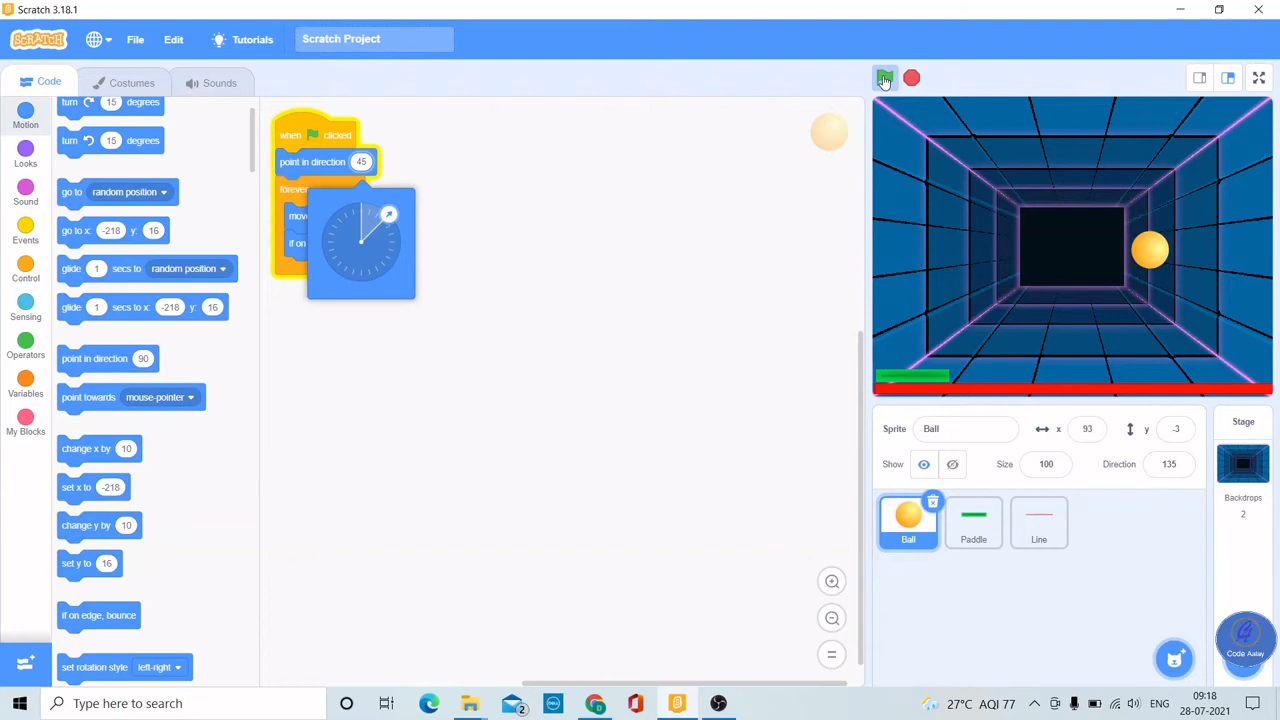 Scratch 3.18.1
SCRATCH
File
Edit
Tutorials
Scratch Project
Code
Costumes
Sounds
Motion
Looks
Sound
Events
Control
Sensing
Operators
Variables
My Blocks
turn 15 degrees
turn 15 degrees
go to random position
go to x: -218 y: 16
glide 1 secs to random position
glide 1 secs to x: -218 y: 16
point in direction 90
point towards mouse-pointer
change x by 10
set x to -218
change y by 10
set y to 16
if on edge, bounce
set rotation style left-right
when clicked
point in direction 45
forever
if on
Sprite Ball x 93 y -3
Show Size 100 Direction 135
Ball
Paddle
Line
Stage
Backdrops
2
Code Aalay
Type here to search
2
27°C AQI 77
ENG
09:18
28-07-2021